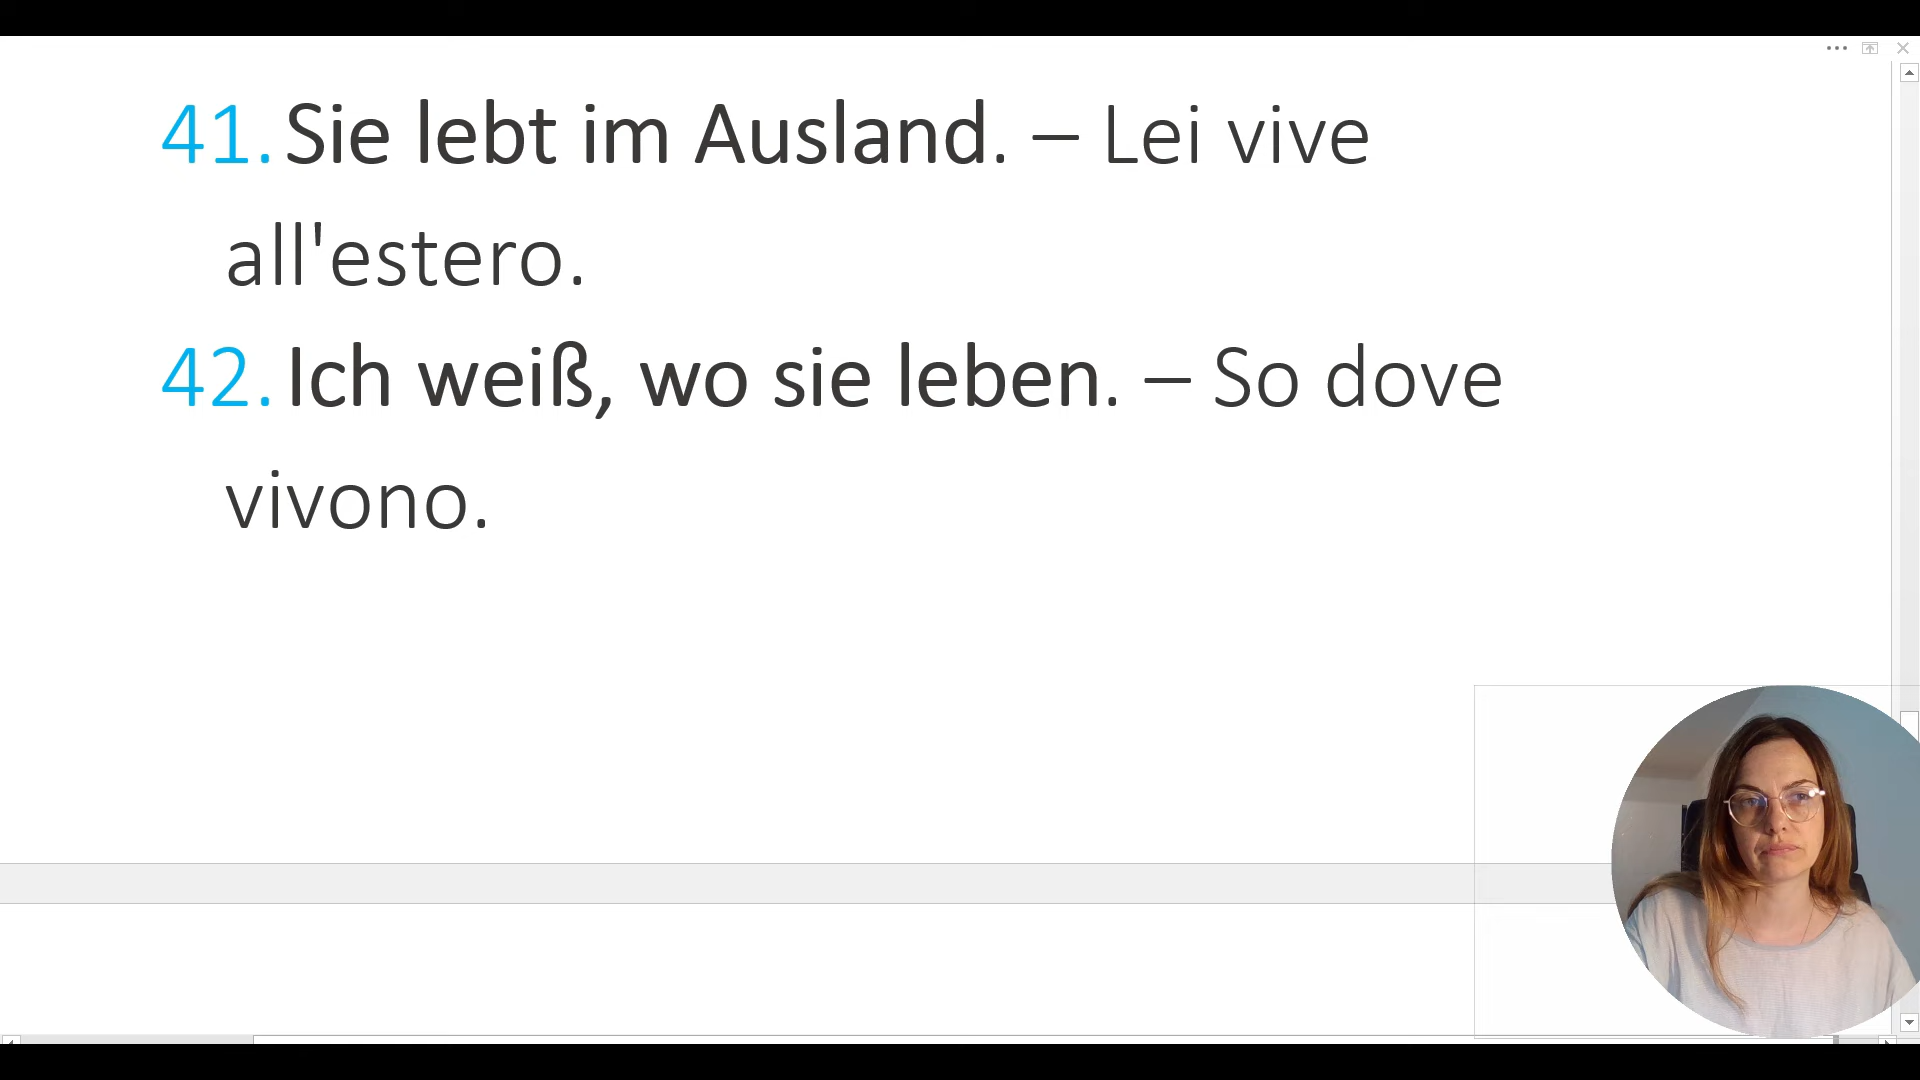 41. Sie lebt im Ausland. – Lei vive
all'estero.
42. Ich weiß, wo sie leben. – So dove
vivono.